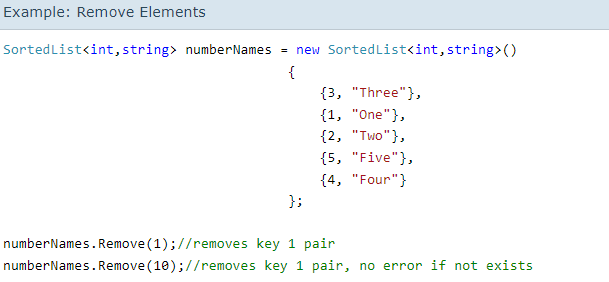 Example: Remove Elements
SortedList<int,string> numberNames = new SortedList<int,string>()
{
{3, "Three"},
{1, "One"},
{2, "Two"},
{5, "Five"},
{4, "Four"}
};
numberNames.Remove(1);//removes key 1 pair
numberNames.Remove(10);//removes key 1 pair, no error if not exists